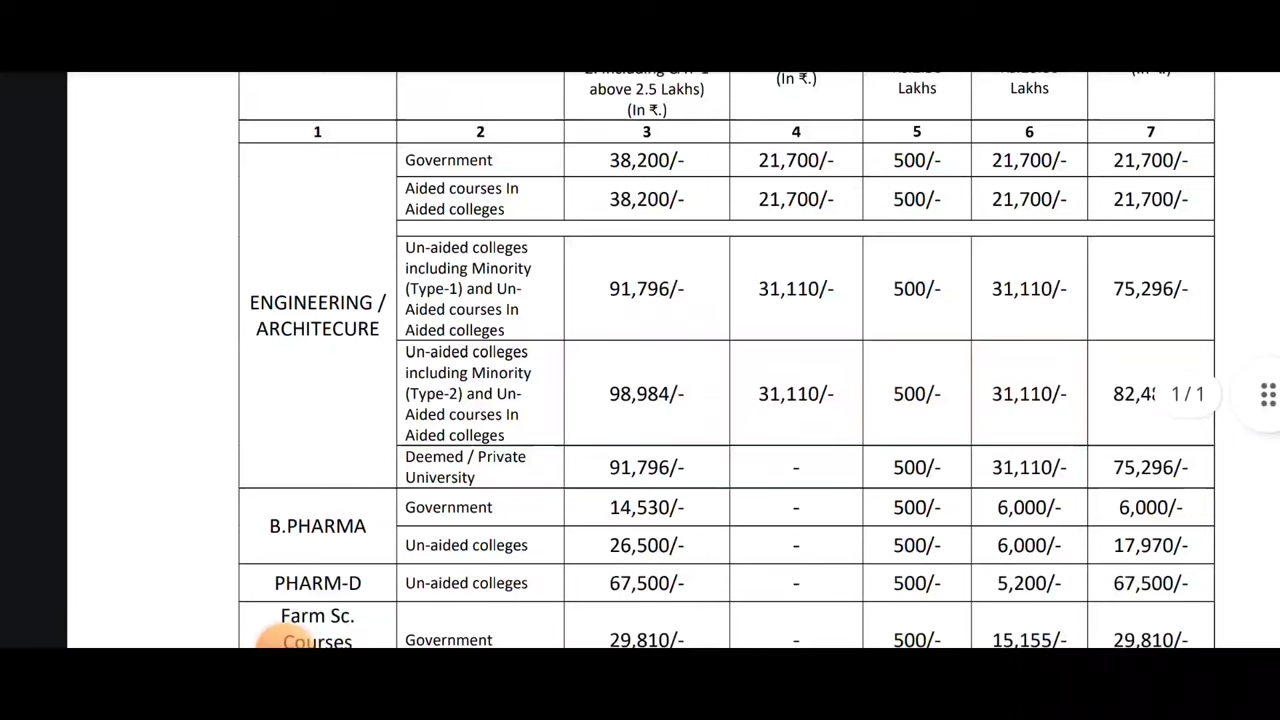 above 2.5 Lakhs)
(In ₹.)
(In ₹.)
Lakhs
Lakhs
1 2 3 4 5 6 7
ENGINEERING /
ARCHITECURE
Government 38,200/- 21,700/- 500/- 21,700/- 21,700/-
Aided courses In
Aided colleges
38,200/- 21,700/- 500/- 21,700/- 21,700/-
Un-aided colleges
including Minority
(Type-1) and Un-
Aided courses In
Aided colleges
91,796/- 31,110/- 500/- 31,110/- 75,296/-
Un-aided colleges
including Minority
(Type-2) and Un-
Aided courses In
Aided colleges
98,984/- 31,110/- 500/- 31,110/-
1 / 1
Deemed / Private
University
91,796/- - 500/- 31,110/- 75,296/-
B.PHARMA
Government 14,530/- - 500/- 6,000/- 6,000/-
Un-aided colleges 26,500/- - 500/- 6,000/- 17,970/-
PHARM-D Un-aided colleges 67,500/- - 500/- 5,200/- 67,500/-
Farm Sc.
Courses
Government 29,810/- - 500/- 15,155/- 29,810/-